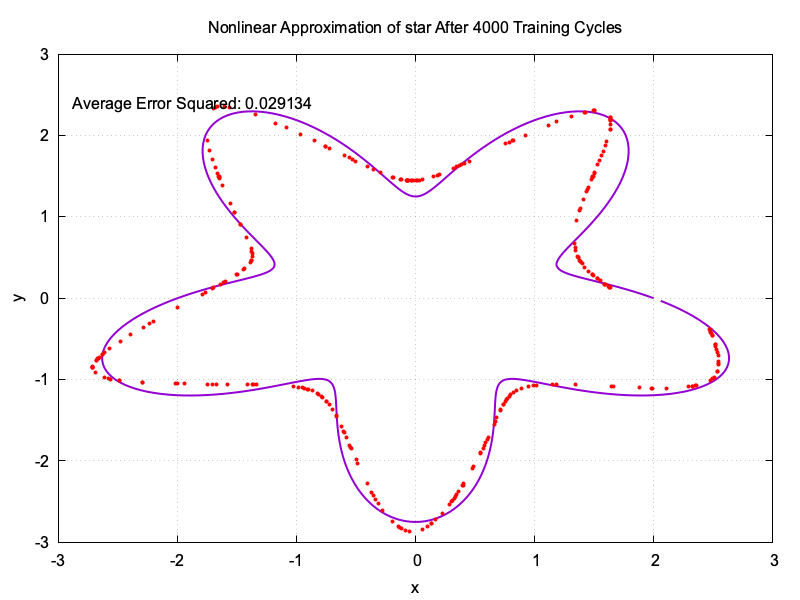 Nonlinear Approximation of star After 4000 Training Cycles
3
Average Error Squared: 0.029134
2
1
y
0
-1
-2
-3
-3 -2 -1 0 1 2 3
x